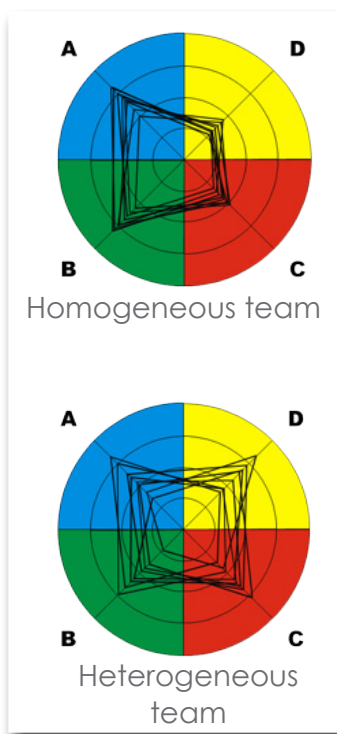 A D
B C
Homogeneous team
A D
B C
Heterogeneous
team